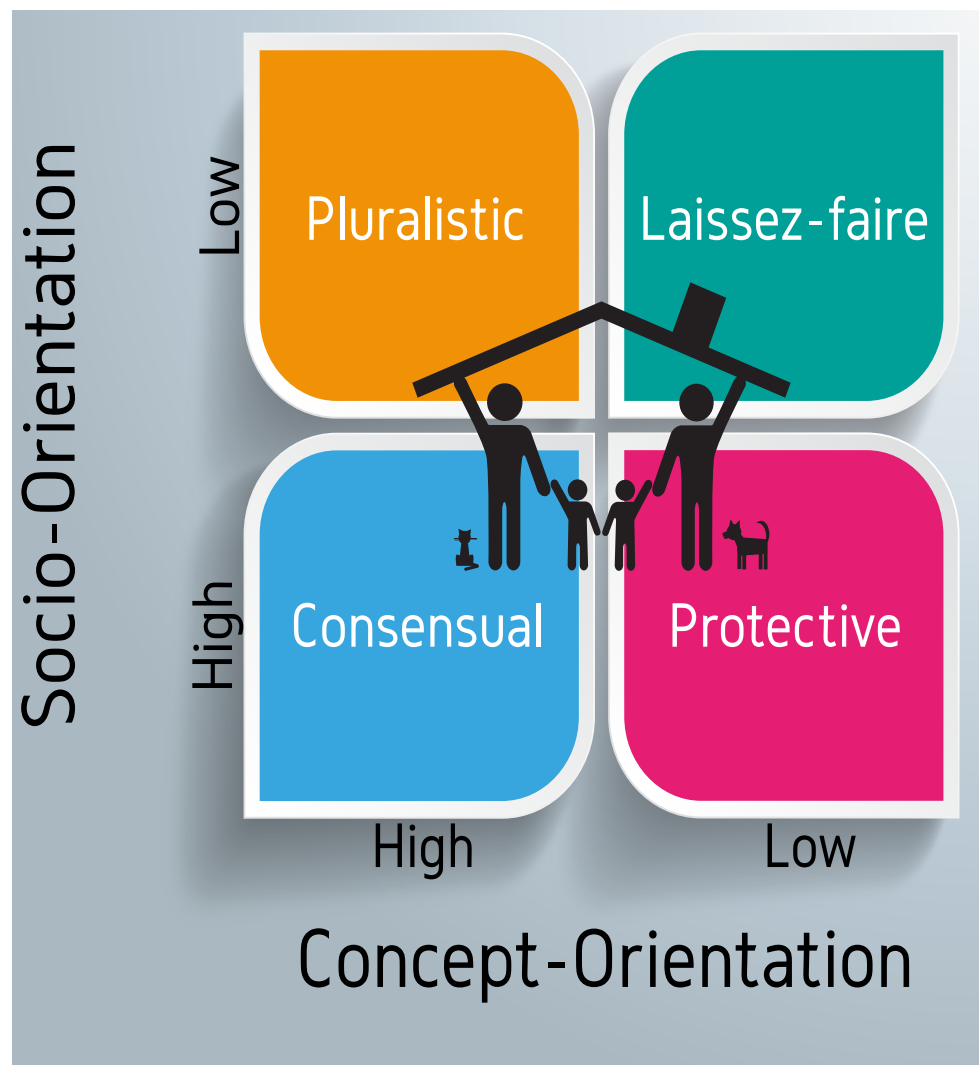 Socio-Orientation
Low
Pluralistic
Laissez-faire
High
Consensual
Protective
High
Low
Concept-Orientation